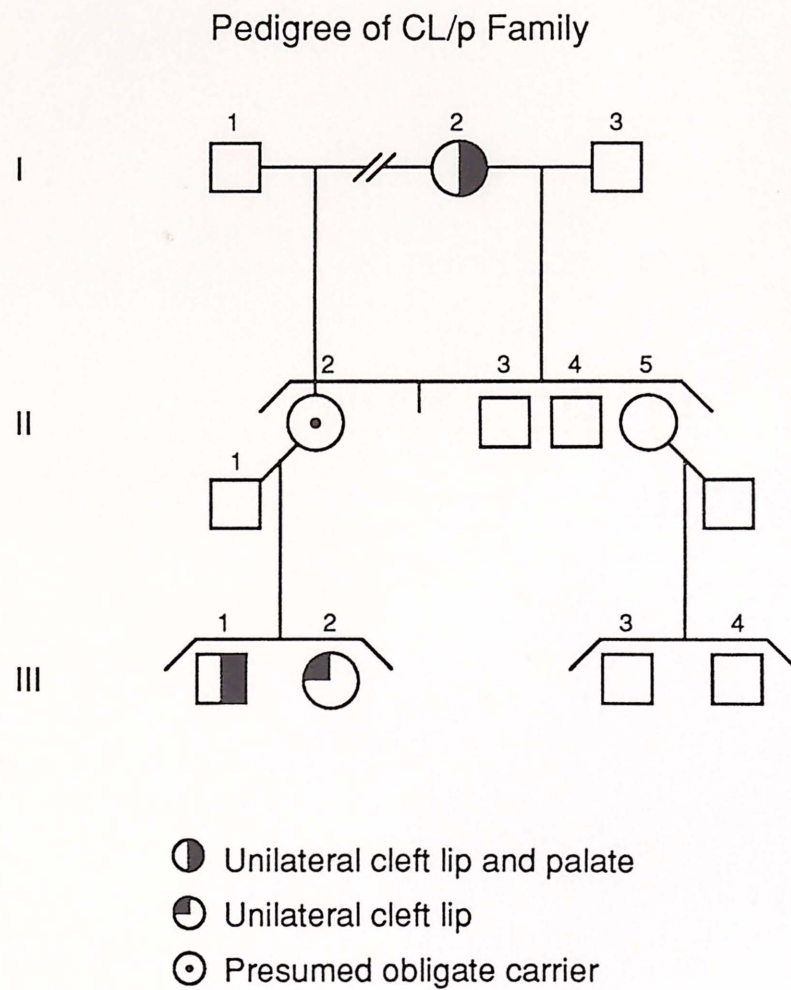 Pedigree of CL/p Family
1 2 3
I
2 3 4 5
II
1
1 2 3 4
III
Unilateral cleft lip and palate
Unilateral cleft lip
Presumed obligate carrier